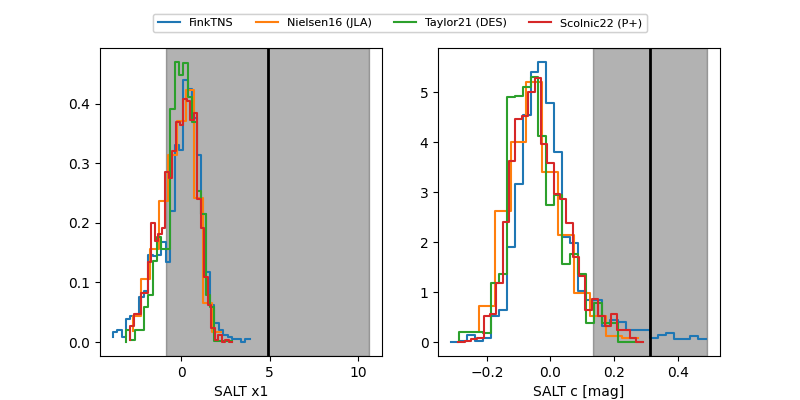 FinkTNS Nielsen16 (JLA) Taylor21 (DES) Scolnic22 (P+)
0.4
0.3
0.2
0.1
0.0
0 5 10
SALT x1
5
4
3
2
1
0
−0.2 0.0 0.2 0.4
SALT c [mag]